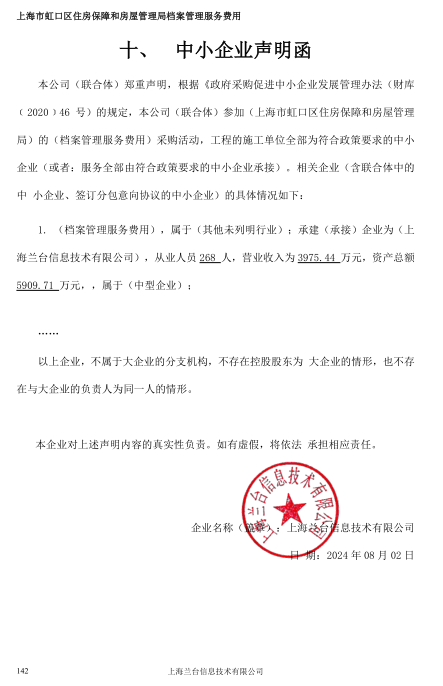 上海市虹口区住房保障和房屋管理局档案管理服务费用
十、　中小企业声明函
本公司（联合体）郑重声明，根据《政府采购促进中小企业发展管理办法（财库
﹝2020﹞46 号）的规定，本公司（联合体）参加（上海市虹口区住房保障和房屋管理
局）的（档案管理服务费用）采购活动，工程的施工单位全部为符合政策要求的中小
企业（或者：服务全部由符合政策要求的中小企业承接）。相关企业（含联合体中的
中 小企业、签订分包意向协议的中小企业）的具体情况如下：
1. （档案管理服务费用），属于（其他未列明行业）；承建（承接）企业为（上
海兰台信息技术有限公司），从业人员 268 人，营业收入为 3975.44 万元，资产总额
5909.71 万元，，属于（中型企业）；
……
以上企业，不属于大企业的分支机构，不存在控股股东为 大企业的情形，也不存
在与大企业的负责人为同一人的情形。
本企业对上述声明内容的真实性负责。如有虚假，将依法 承担相应责任。
上海兰台信息技术有限公司
企业名称（盖章）：上海兰台信息技术有限公司
日 期：2024 年 08 月 02 日
142
上海兰台信息技术有限公司